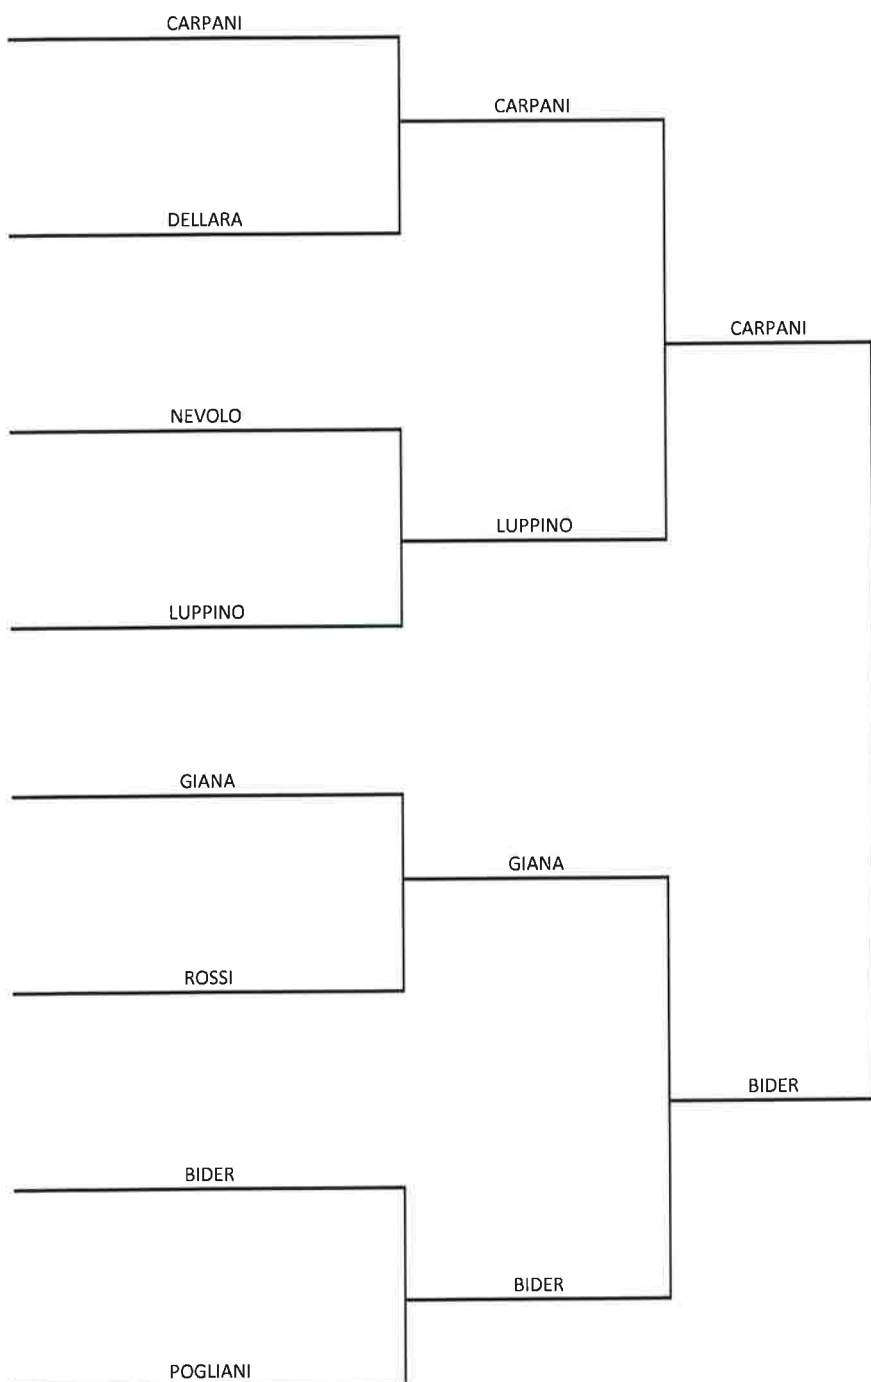 CARPANI
CARPANI
DELLARA
CARPANI
NEVOLO
LUPPINO
LUPPINO
GIANA
GIANA
ROSSI
BIDER
BIDER
BIDER
POGLIANI